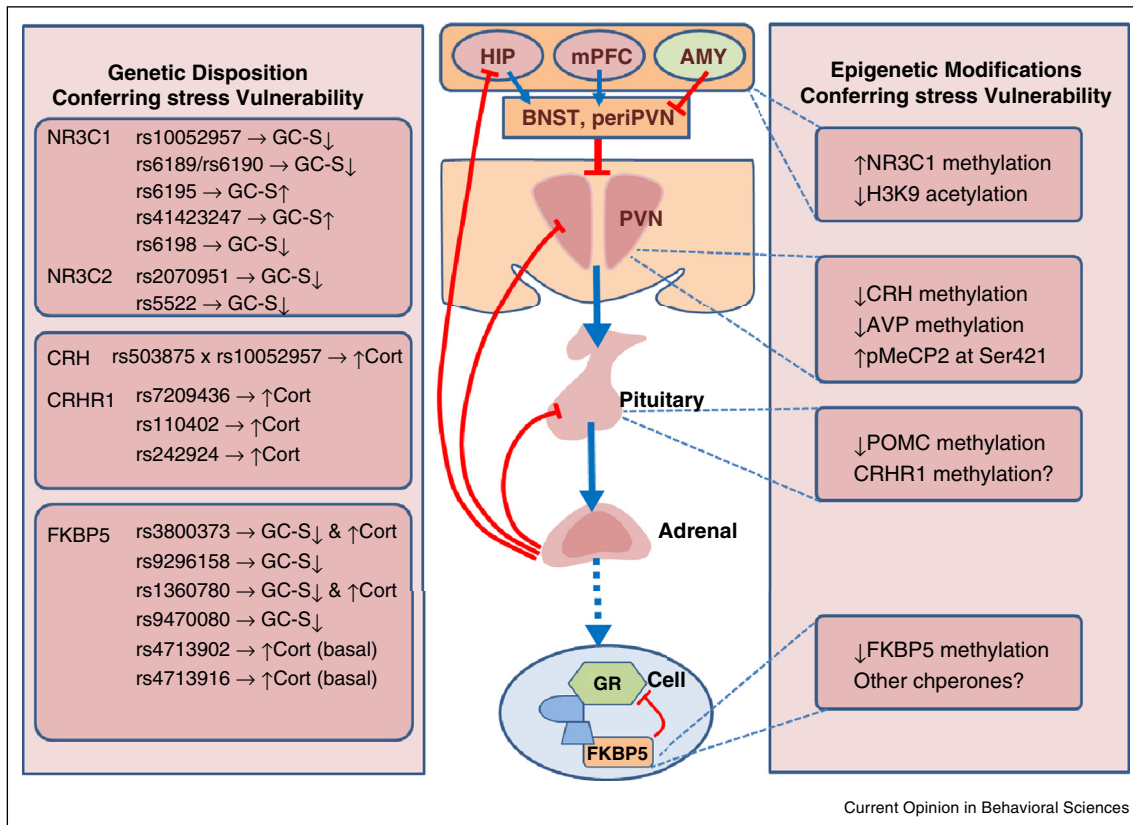 Genetic Disposition
Conferring stress Vulnerability
NR3C1 rs10052957 → GC-S↓
rs6189/rs6190 → GC-S↓
rs6195 → GC-S↑
rs41423247 → GC-S↑
rs6198 → GC-S↓
NR3C2 rs2070951 → GC-S↓
rs5522 → GC-S↓
CRH rs503875 x rs10052957 → ↑Cort
CRHR1 rs7209436 → ↑Cort
rs110402 → ↑Cort
rs242924 → ↑Cort
FKBP5 rs3800373 → GC-S↓ & ↑Cort
rs9296158 → GC-S↓
rs1360780 → GC-S↓ & ↑Cort
rs9470080 → GC-S↓
rs4713902 → ↑Cort (basal)
rs4713916 → ↑Cort (basal)
HIP mPFC AMY
BNST, periPVN
PVN
Pituitary
Adrenal
GR Cell
FKBP5
Epigenetic Modifications
Conferring stress Vulnerability
↑NR3C1 methylation
↓H3K9 acetylation
↓CRH methylation
↓AVP methylation
↑pMeCP2 at Ser421
↓POMC methylation
CRHR1 methylation?
↓FKBP5 methylation
Other chperones?
Current Opinion in Behavioral Sciences